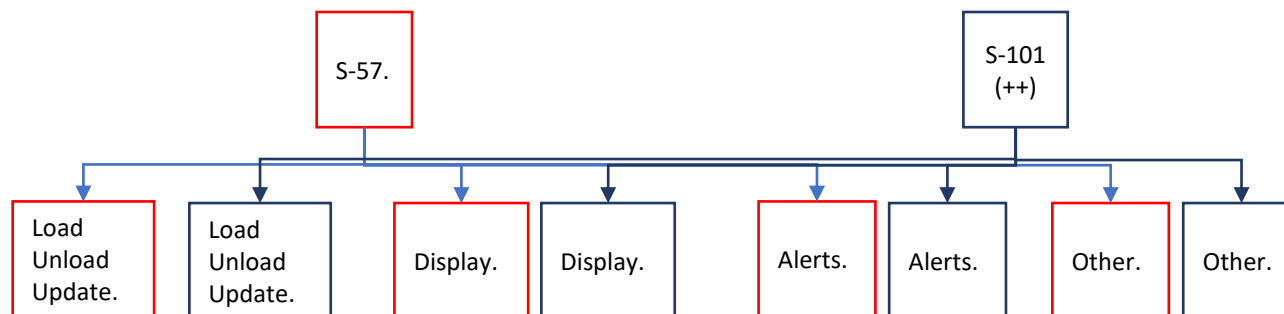 S-57.
S-101
(++)
Load
Unload
Update.
Load
Unload
Update.
Display.
Display.
Alerts.
Alerts.
Other.
Other.